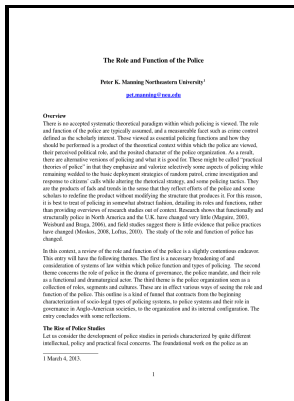 The Role and Function of the Police
Peter K. Manning Northeastern University1
pet.manning@neu.edu
Overview
There is no accepted systematic theoretical paradigm within which policing is viewed. The role
and function of the police are typically assumed, and a measureable facet such as crime control
defined as the scholarly interest. Those viewed as essential policing functions and how they
should be performed is a product of the theoretical context within which the police are viewed,
their perceived political role, and the posited character of the police organization. As a result,
there are alternative versions of policing and what it is good for. These might be called "practical
theories of police" in that they emphasize and valorize selectively some aspects of policing while
remaining wedded to the basic deployment strategies of random patrol, crime investigation and
response to citizens' calls while altering the theoretical strategy, and some policing tactics. They
are the products of fads and trends in the sense that they reflect efforts of the police and some
scholars to redefine the product without modifying the structure that produces it. For this reason,
it is best to treat of policing in somewhat abstract fashion, detailing its roles and functions, rather
than providing overviews of research studies out of context. Research shows that functionally and
structurally police in North America and the U.K. have changed very little (Maguire, 2003,
Weisburd and Braga, 2006), and field studies suggest there is little evidence that police practices
have changed (Moskos, 2008, Loftus, 2010). The study of the role and function of police has
changed.
In this context, a review of the role and function of the police is a slightly contentious endeavor.
This entry will have the following themes. The first is a necessary broadening of and
consideration of systems of law within which police function and types of policing. The second
theme concerns the role of police in the drama of governance, the police mandate, and their role
as a functional and dramaturgical actor. The third theme is the police organization seen as a
collection of roles, segments and cultures. These are in effect various ways of seeing the role and
function of the police. This outline is a kind of funnel that contracts from the beginning
characterization of socio-legal types of policing systems; to police systems and their role in
governance in Anglo-American societies, to the organization and its internal configuration. The
entry concludes with some reflections.
The Rise of Police Studies
Let us consider the development of police studies in periods characterized by quite different
intellectual, policy and practical focal concerns. The foundational work on the police as an
1 March 4, 2013.
1